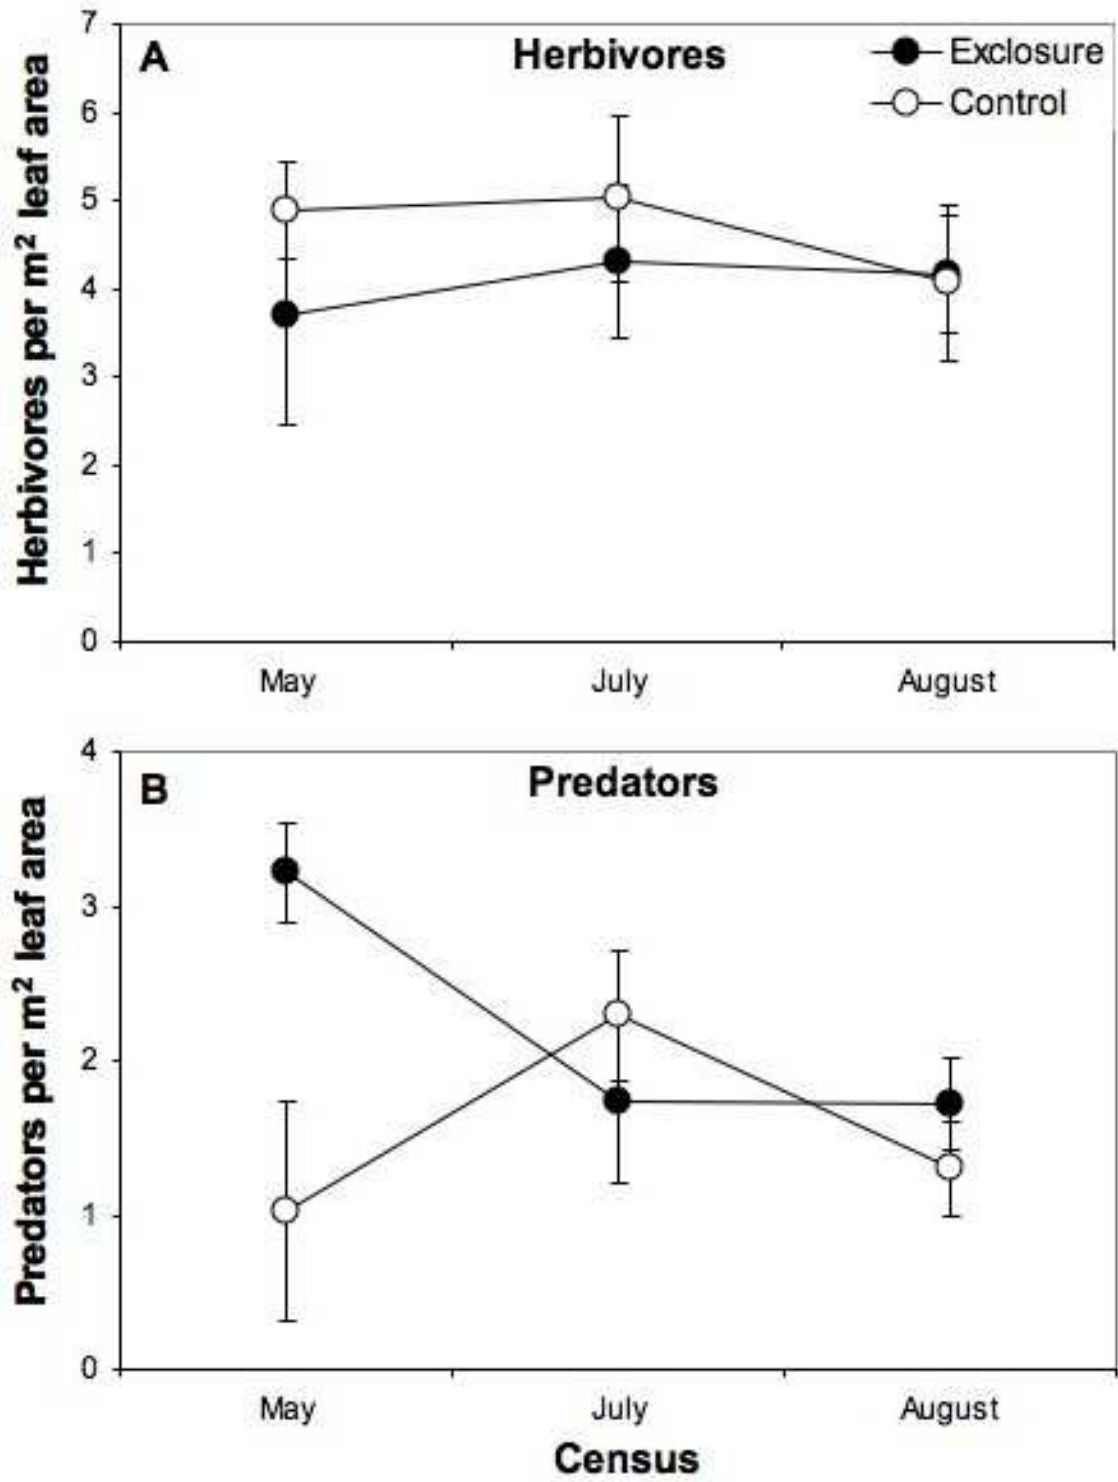 A
Herbivores
Exclosure
Control
Herbivores per m² leaf area
7
6
5
4
3
2
1
0
May July August
B
Predators
Predators per m² leaf area
4
3
2
1
0
May July August
Census